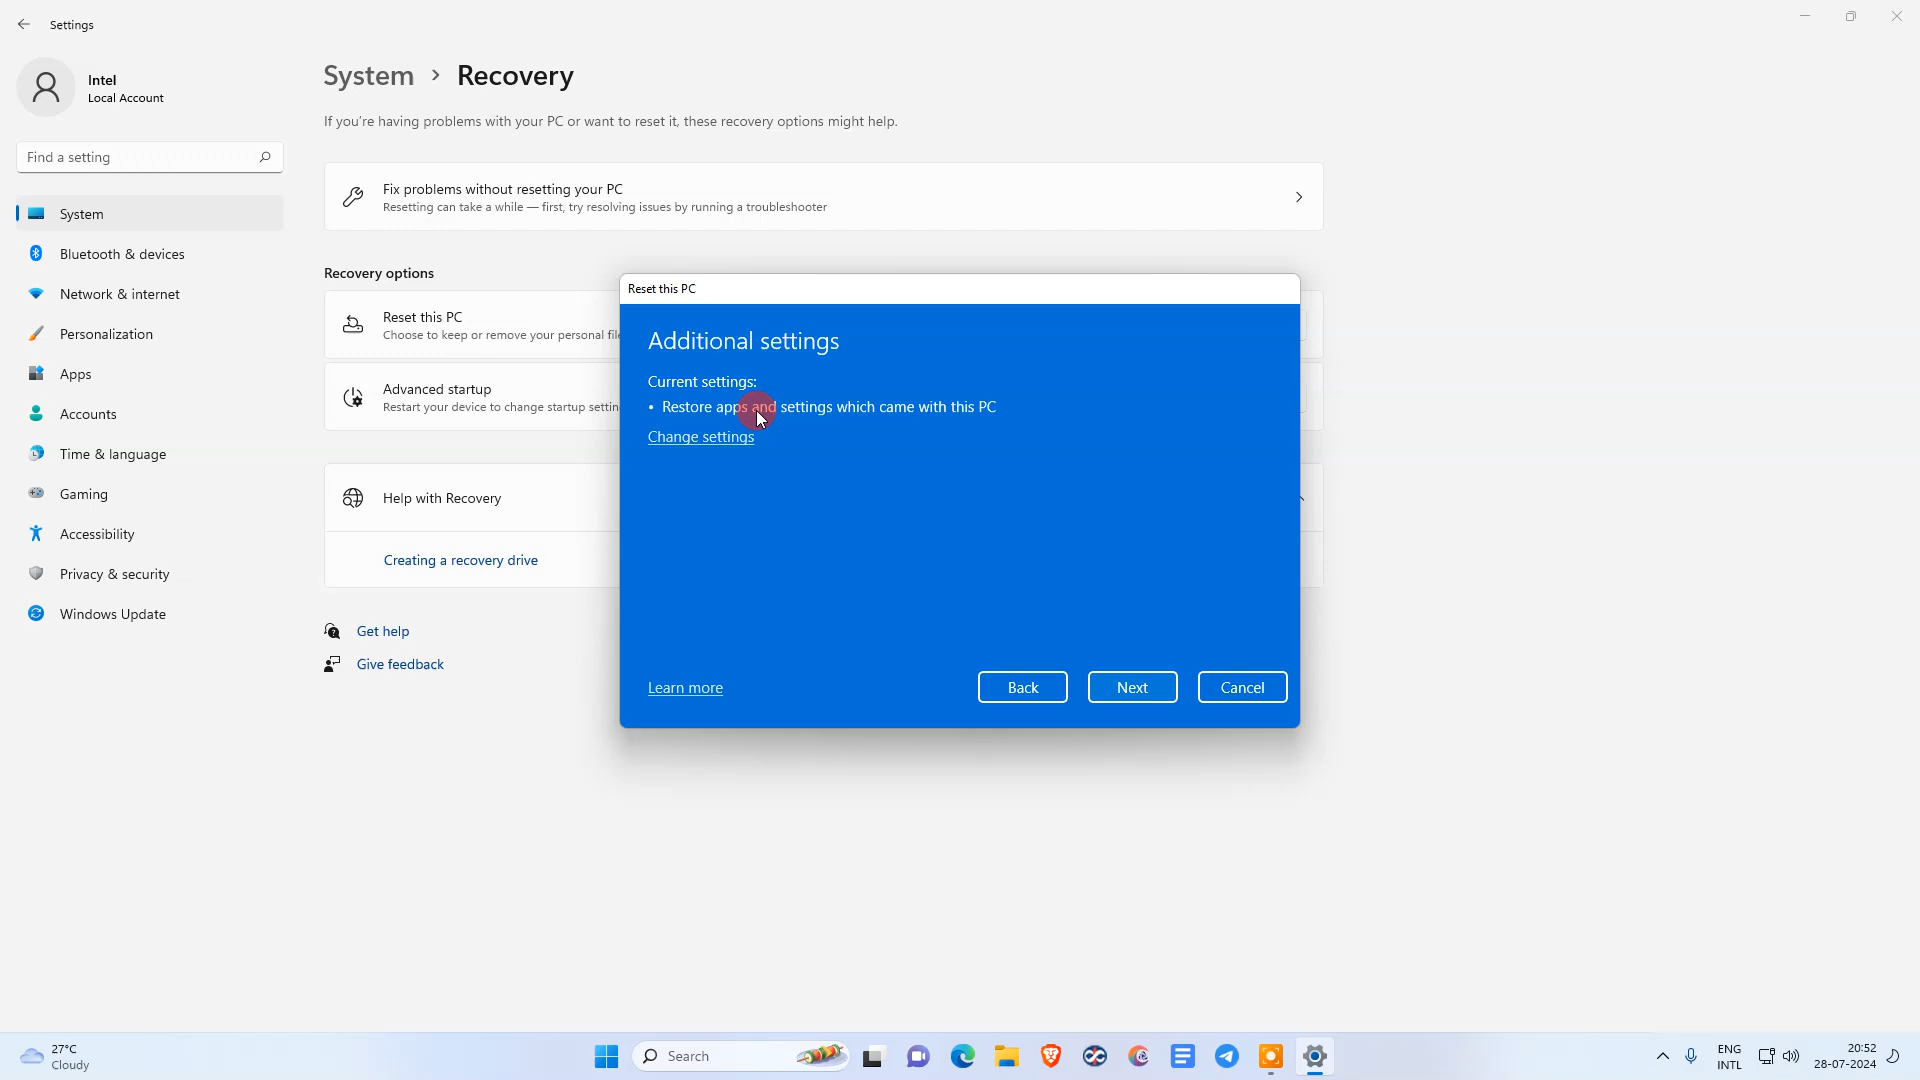 Settings
Intel
Local Account
Find a setting
System
Bluetooth & devices
Network & internet
Personalization
Apps
Accounts
Time & language
Gaming
Accessibility
Privacy & security
Windows Update
System › Recovery
If you're having problems with your PC or want to reset it, these recovery options might help.
Fix problems without resetting your PC
Resetting can take a while — first, try resolving issues by running a troubleshooter
Recovery options
Reset this PC
Choose to keep or remove your personal
Advanced startup
Restart your device to change startup
Help with Recovery
Creating a recovery drive
Get help
Give feedback
Reset this PC
Additional settings
Current settings:
• Restore apps and settings which came with this PC
Change settings
Learn more
Back
Next
Cancel
27°C
Cloudy
Search
ENG
INTL
20:52
28-07-2024